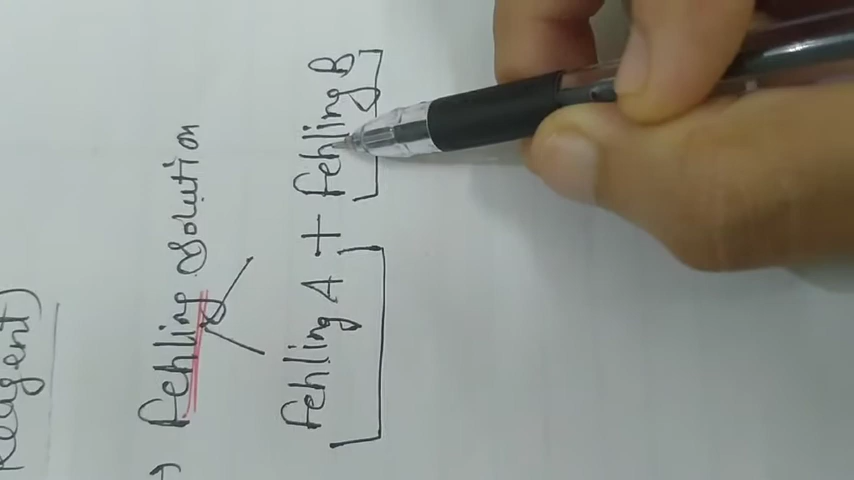 Reagent)
→ fehling solution
fehling A + fehling B